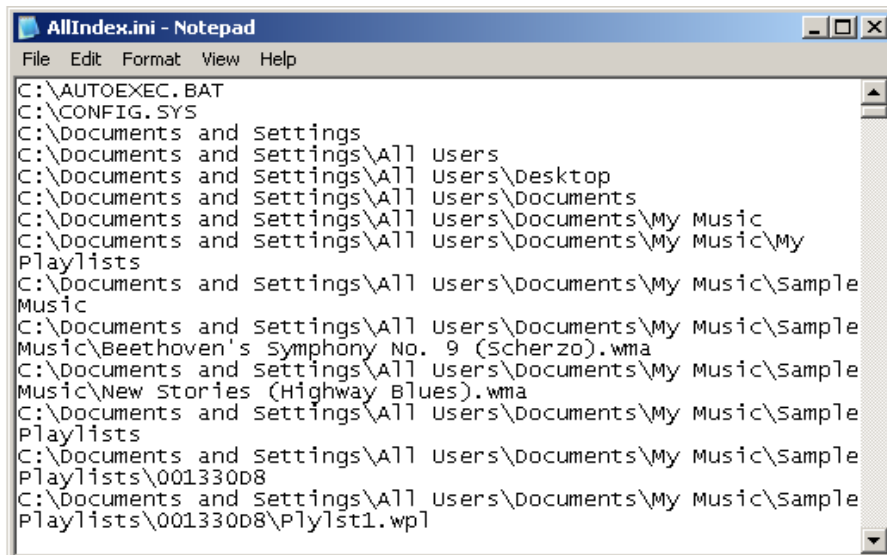 AllIndex.ini - Notepad
File Edit Format View Help
C:\AUTOEXEC.BAT
C:\CONFIG.SYS
C:\Documents and Settings
C:\Documents and Settings\All Users
C:\Documents and Settings\All Users\Desktop
C:\Documents and Settings\All Users\Documents
C:\Documents and Settings\All Users\Documents\My Music
C:\Documents and Settings\All Users\Documents\My Music\My
Playlists
C:\Documents and Settings\All Users\Documents\My Music\Sample
Music
C:\Documents and Settings\All Users\Documents\My Music\Sample
Music\Beethoven's Symphony No. 9 (Scherzo).wma
C:\Documents and Settings\All Users\Documents\My Music\Sample
Music\New Stories (Highway Blues).wma
C:\Documents and Settings\All Users\Documents\My Music\Sample
Playlists
C:\Documents and Settings\All Users\Documents\My Music\Sample
Playlists\001330D8
C:\Documents and Settings\All Users\Documents\My Music\Sample
Playlists\001330D8\Plylst1.wpl